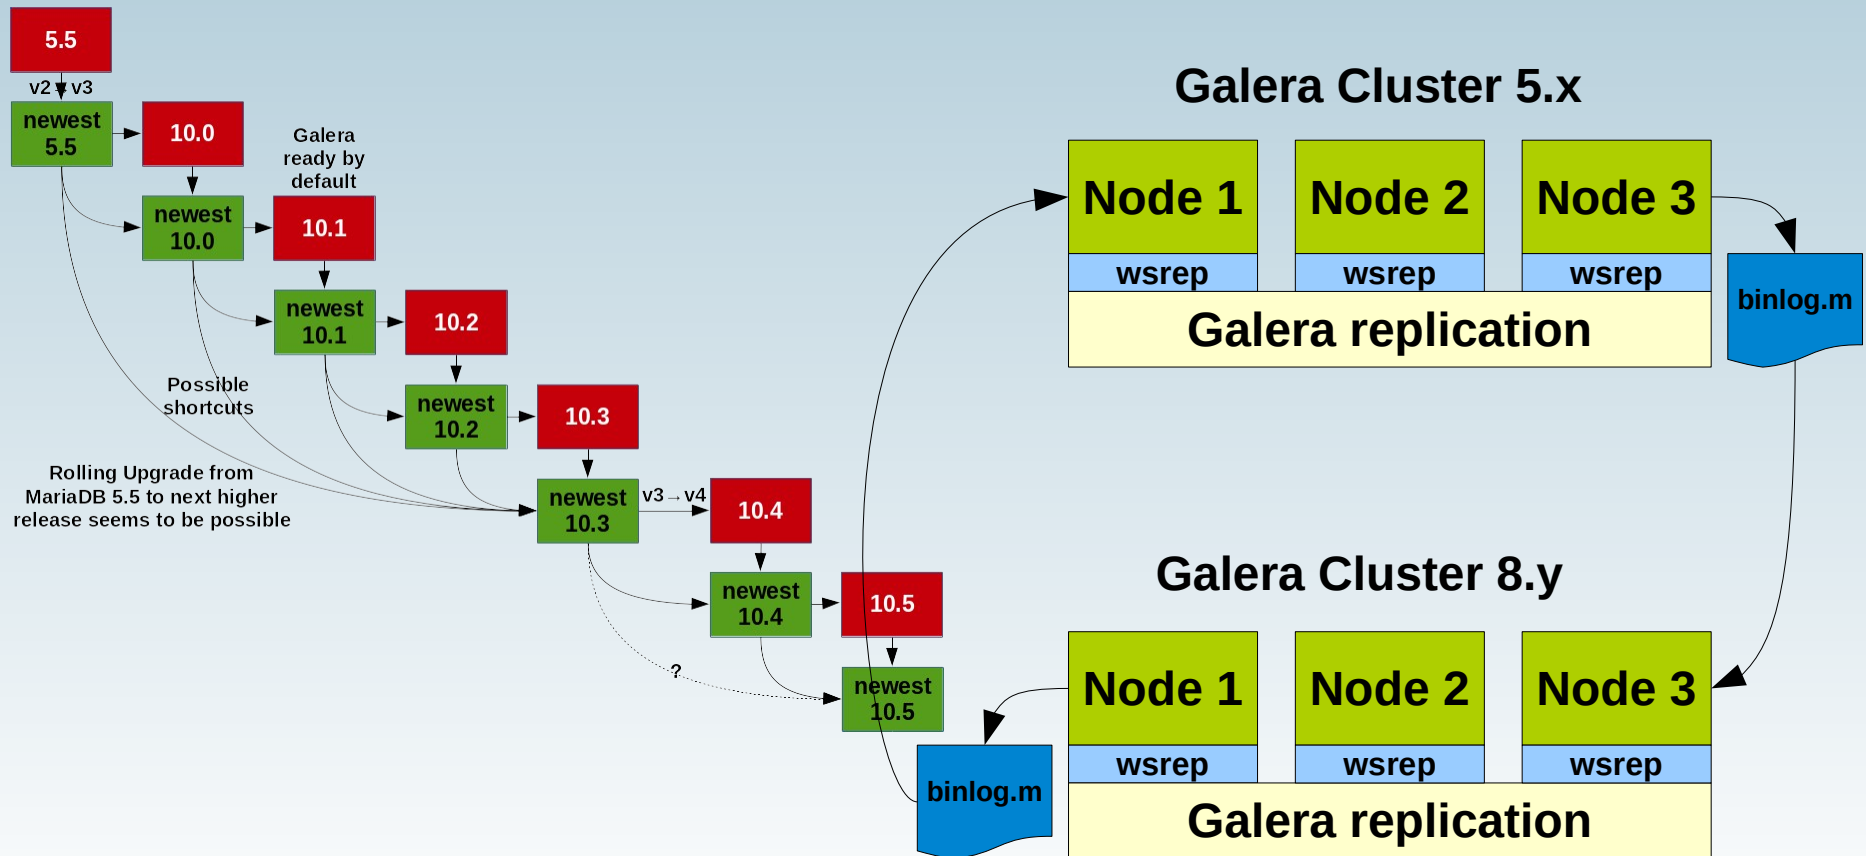 5.5
v2 v3
newest
5.5
10.0
Galera
ready by
default
newest
10.0
10.1
newest
10.1
10.2
Possible
shortcuts
newest
10.2
10.3
Rolling Upgrade from
MariaDB 5.5 to next higher
release seems to be possible
newest
10.3
v3→v4
10.4
newest
10.4
10.5
?
newest
10.5
Galera Cluster 5.x
Node 1
Node 2
Node 3
wsrep
wsrep
wsrep
binlog.m
Galera replication
Galera Cluster 8.y
Node 1
Node 2
Node 3
wsrep
wsrep
wsrep
binlog.m
Galera replication